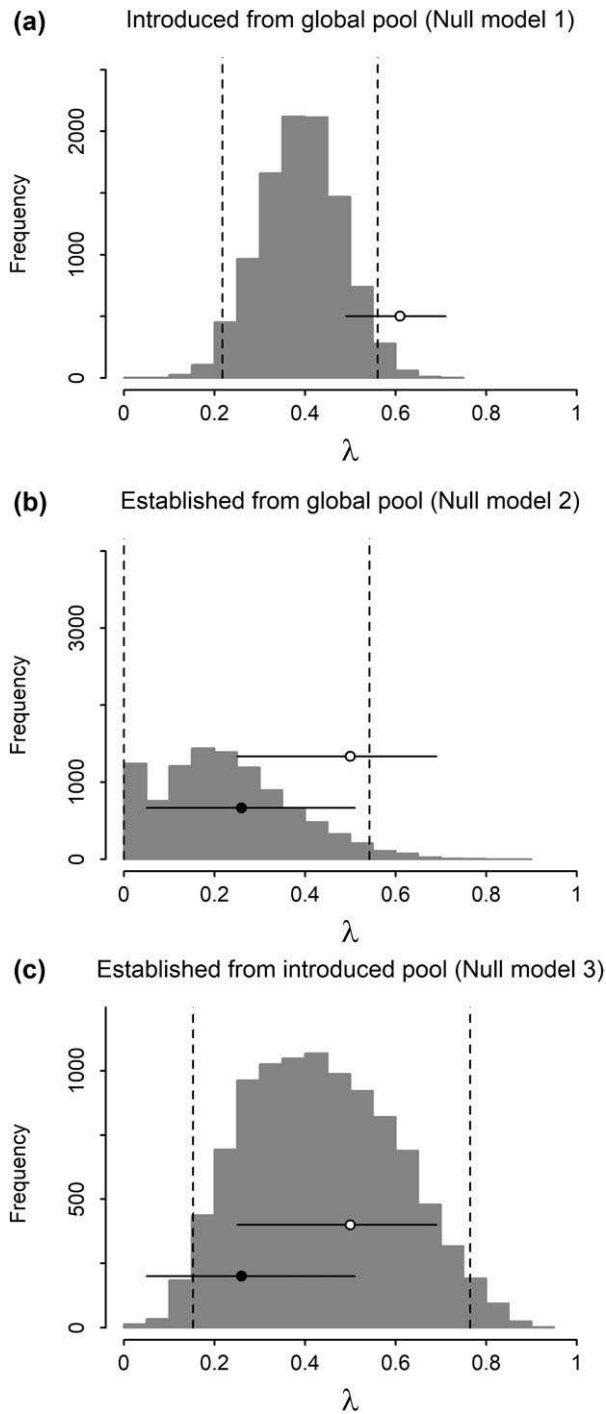 (a) Introduced from global pool (Null model 1)
Frequency
2000
1000
0
0 0.2 0.4 0.6 0.8 1
λ
(b) Established from global pool (Null model 2)
Frequency
3000
1000
0
0 0.2 0.4 0.6 0.8 1
λ
(c) Established from introduced pool (Null model 3)
Frequency
1000
500
0
0 0.2 0.4 0.6 0.8 1
λ